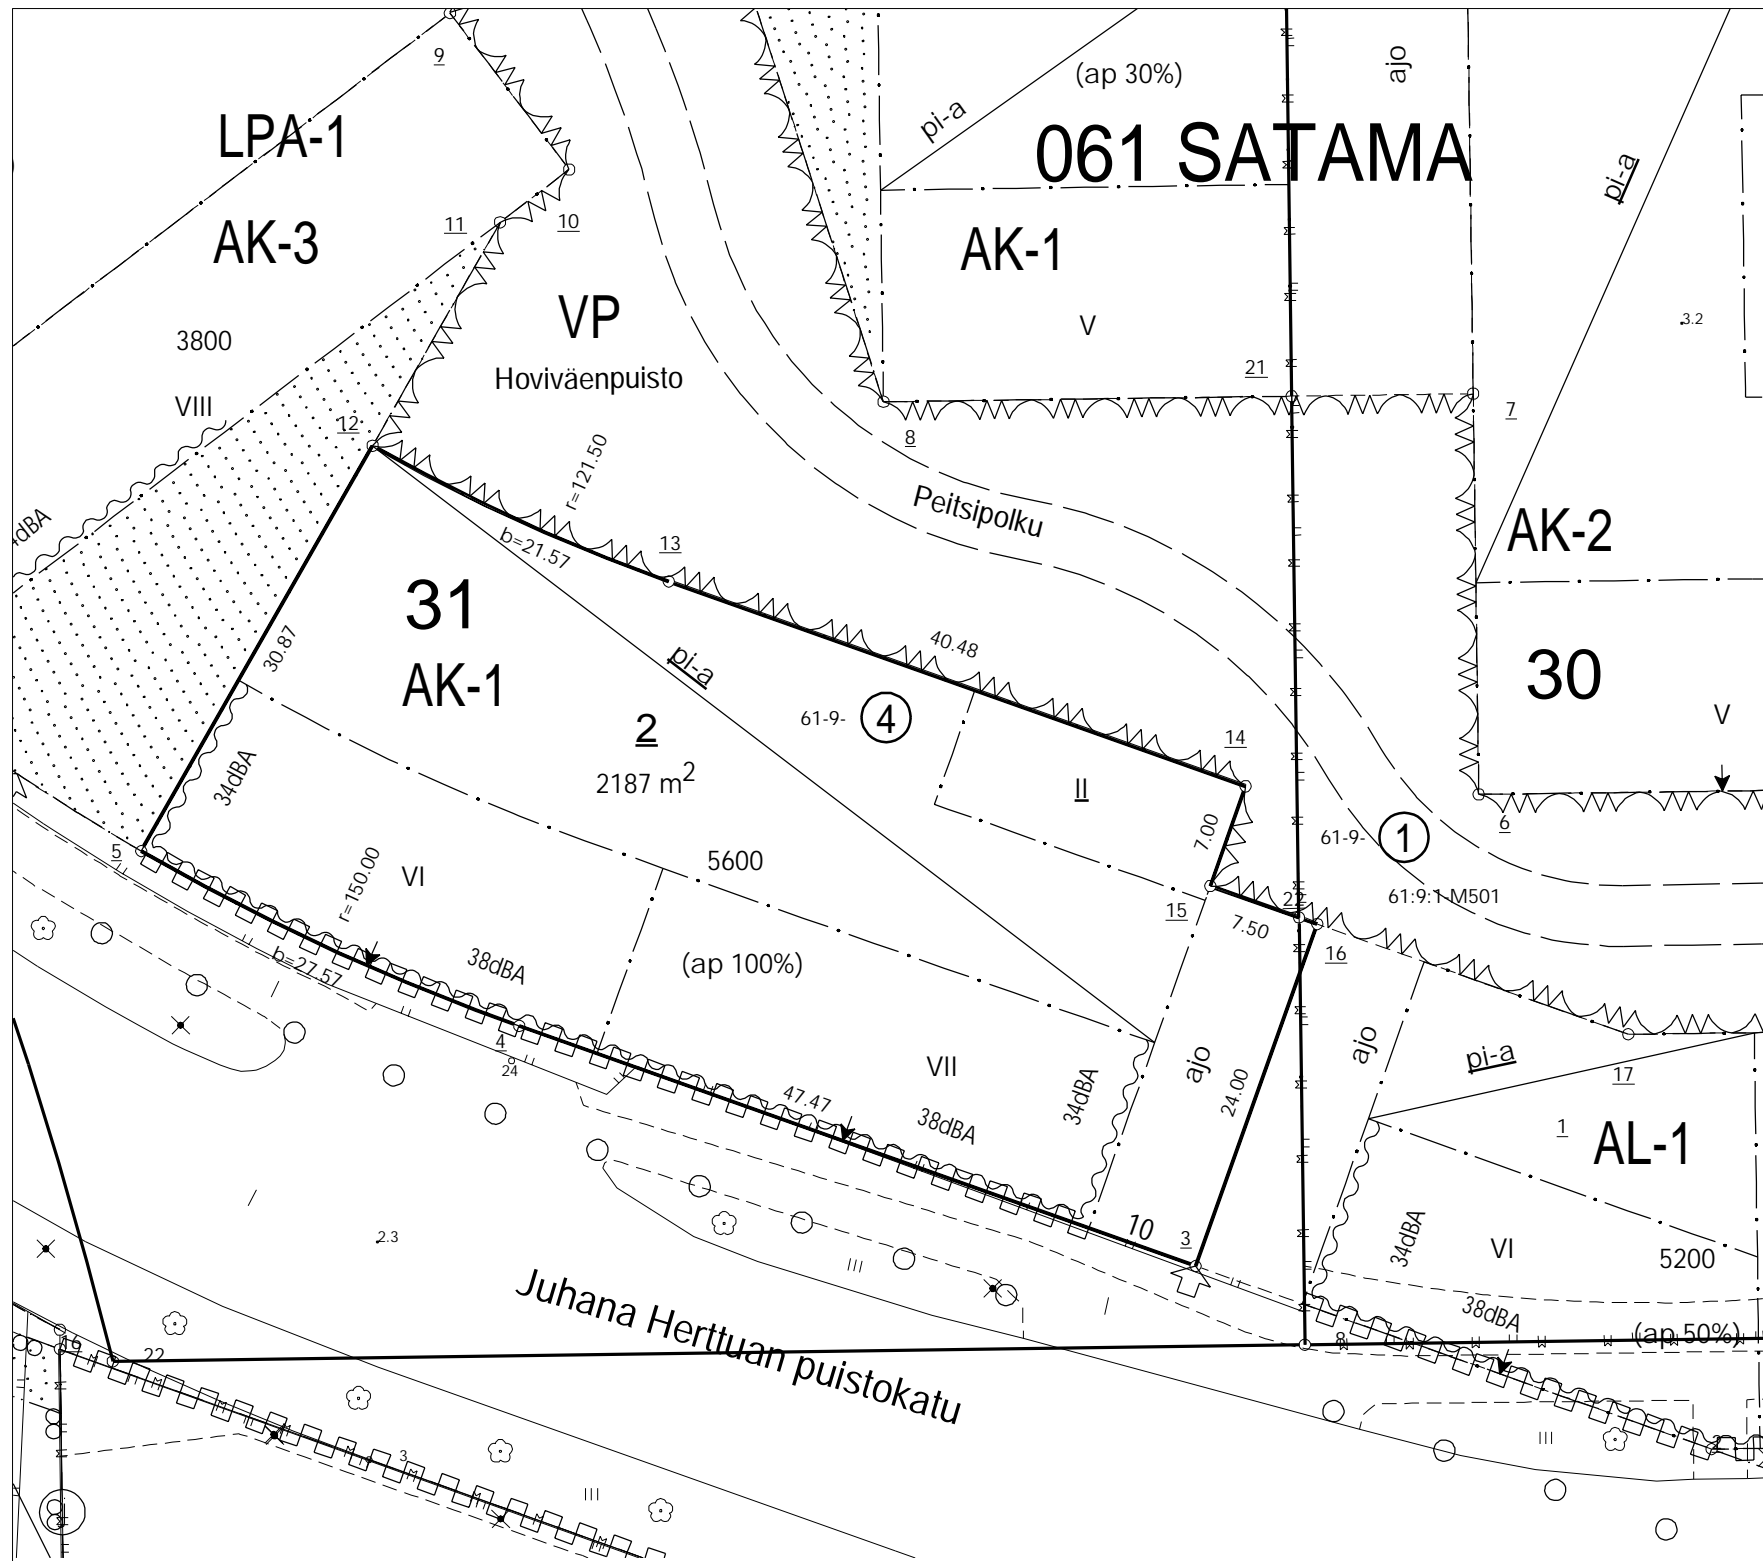 9
(ap 30%)
ajo
LPA-1
pi-a
061 SATAMA
pi-a
11
10
AK-3
AK-1
VP
3800
V
3.2
Hoviväenpuisto
21
VIII
7
12
8
r=121.50
Peitsipolku
AK-2
dBA
b=21.57
13
31
30.87
40.48
pi-a
AK-1
30
2
61-9-
4
V
14
34dBA
2187 m2
II
6
7.00
61-9-
1
5
5600
VI
r=150.00
61:9:1-M501
15
22
7.50
16
b=27.57
38dBA
(ap 100%)
4
24
ajo
ajo
pi-a
VII
17
47.47
38dBA
34dBA
24.00
1
AL-1
10
3
2.3
34dBA
VI
5200
Juhana Herttuan puistokatu
38dBA
(ap 50%)
8
16
22
3